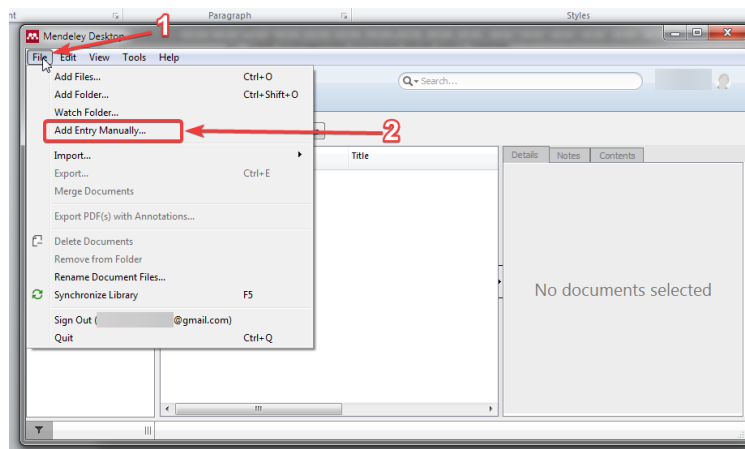 nt Paragraph Styles
1
Mendeley Desktop
File Edit View Tools Help
Add Files... Ctrl+O
Search...
Add Folder... Ctrl+Shift+O
Watch Folder...
Add Entry Manually...
2
Import...
Title
Details Notes Contents
Export... Ctrl+E
Merge Documents
Export PDF(s) with Annotations...
Delete Documents
Remove from Folder
Rename Document Files...
No documents selected
Synchronize Library F5
Sign Out ( @gmail.com)
Quit Ctrl+Q